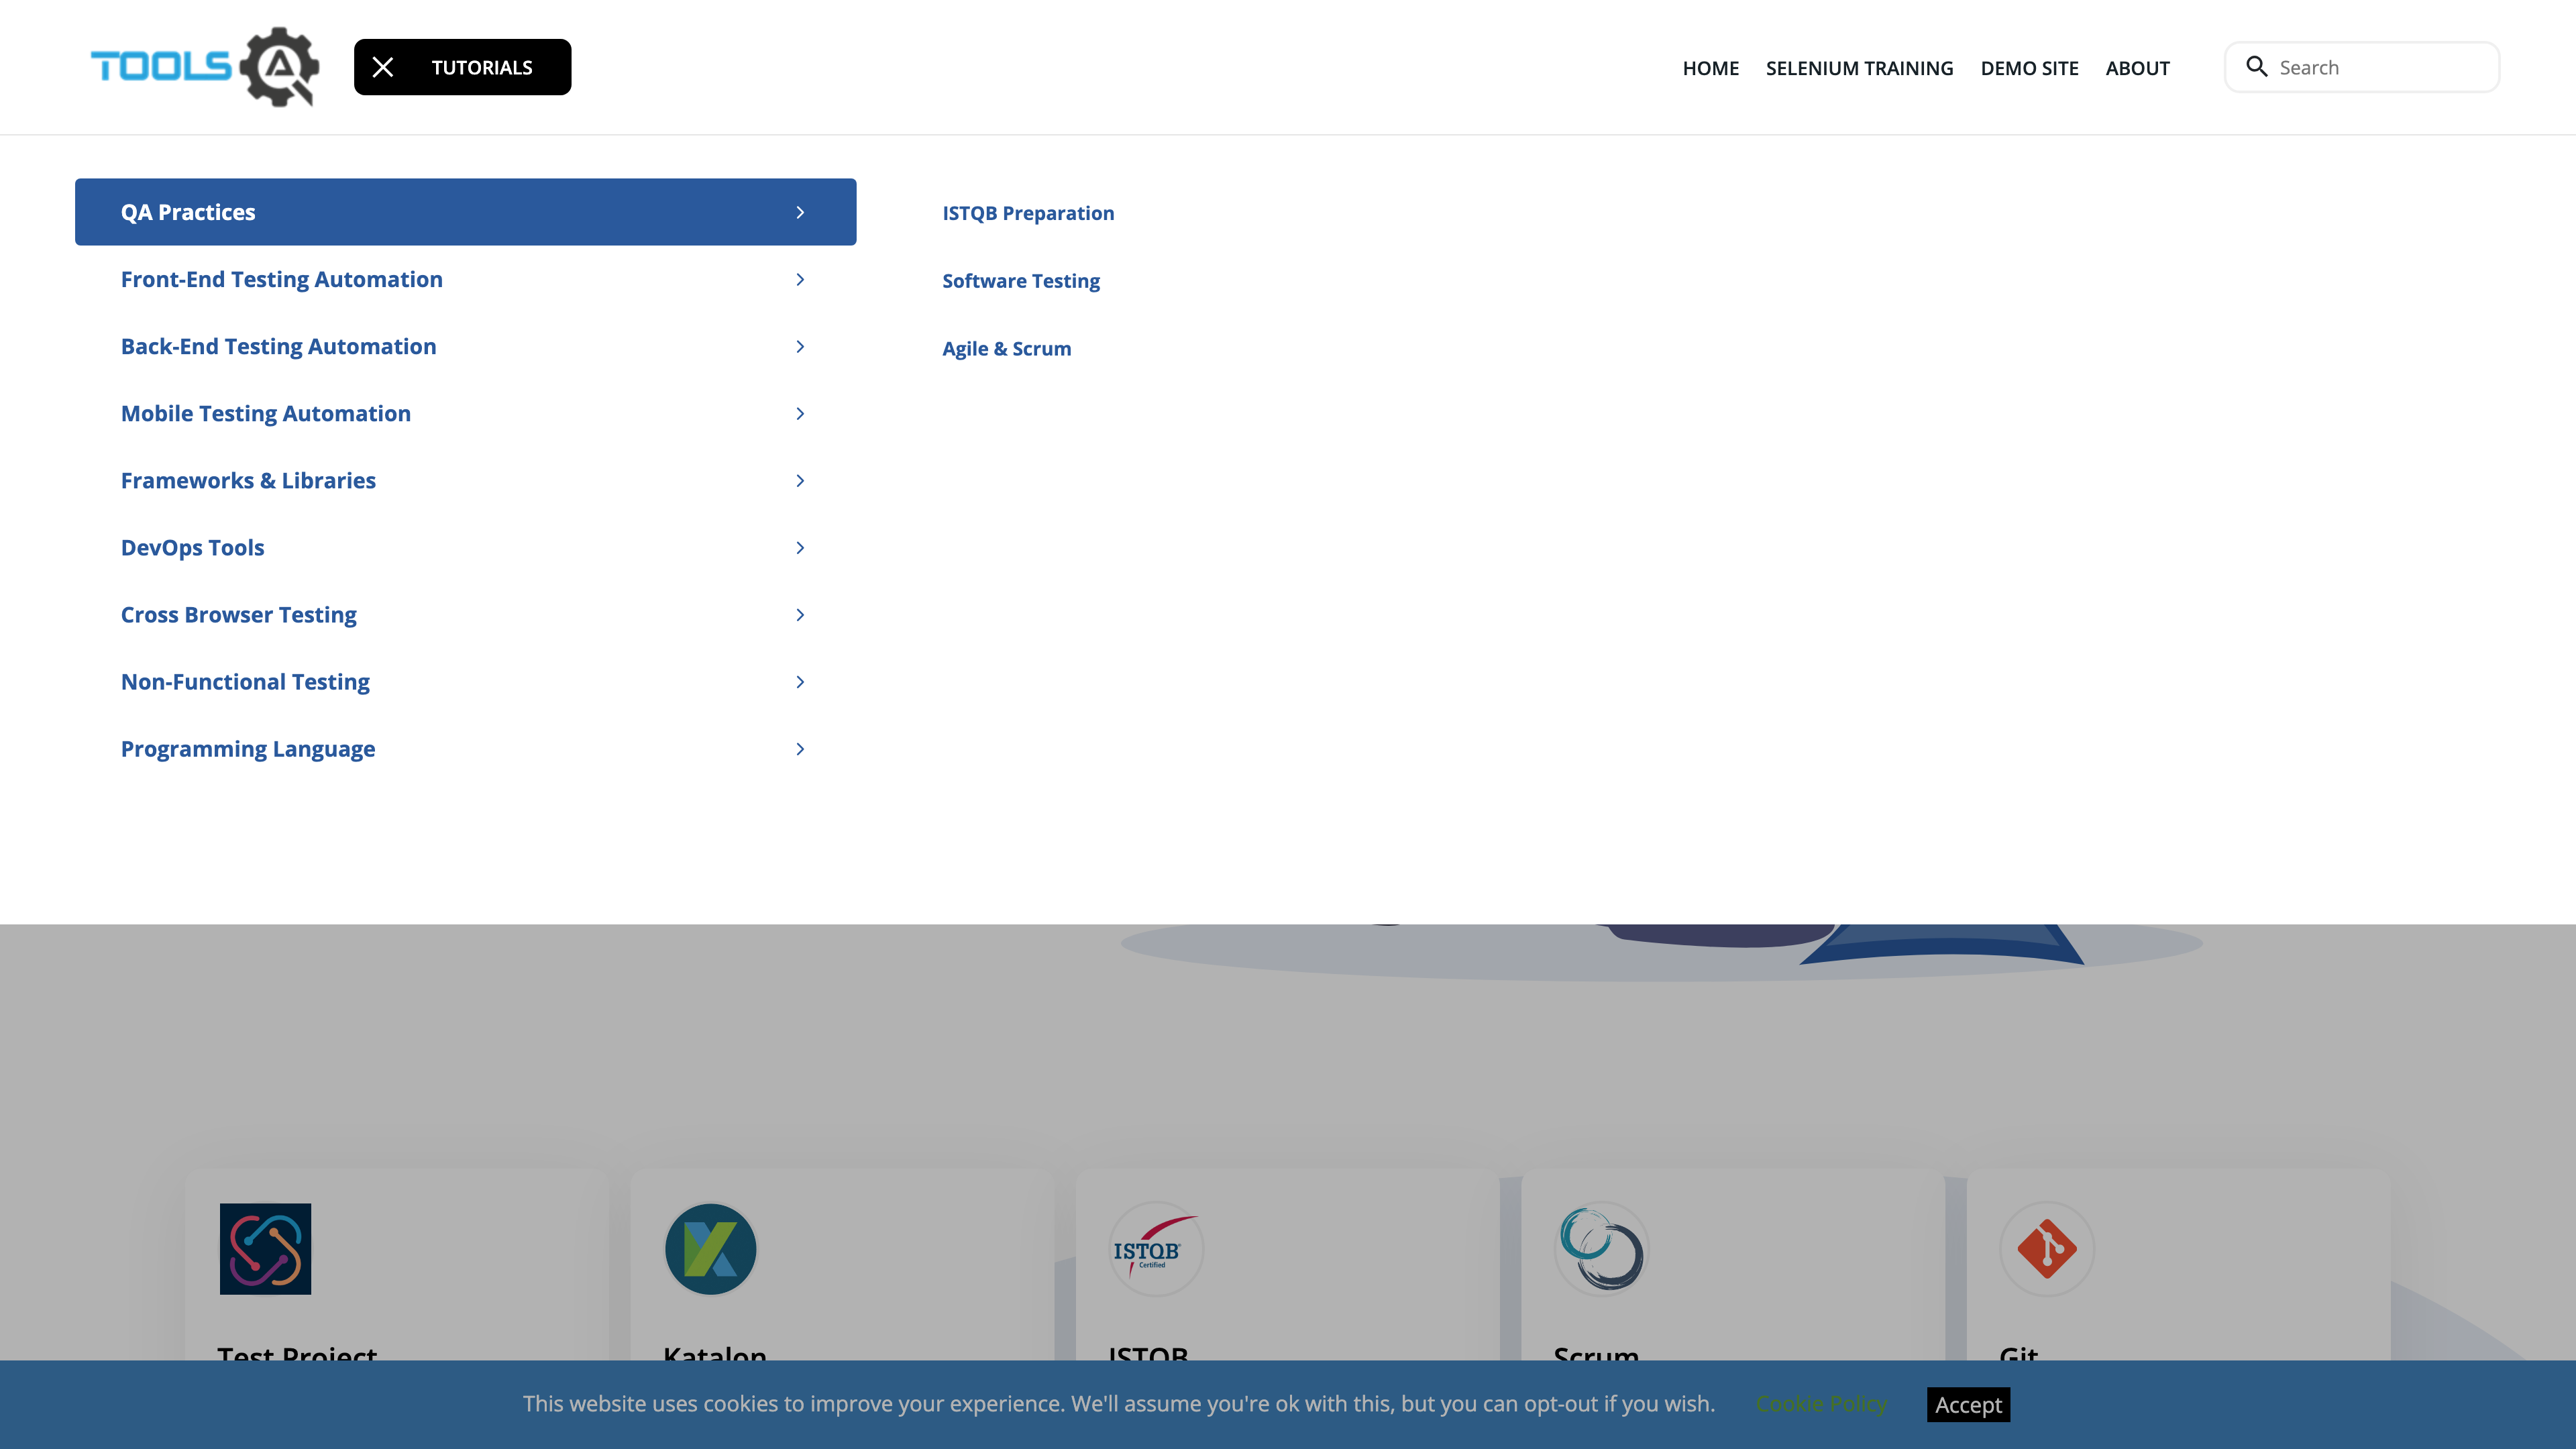 TOOLS QA
TUTORIALS
HOME
SELENIUM TRAINING
DEMO SITE
ABOUT
Search
QA Practices
Front-End Testing Automation
Back-End Testing Automation
Mobile Testing Automation
Frameworks & Libraries
DevOps Tools
Cross Browser Testing
Non-Functional Testing
Programming Language
ISTQB Preparation
Software Testing
Agile & Scrum
ISTQB®
Certified
Test Project
Katalon
ISTQB
Scrum
Git
This website uses cookies to improve your experience. We'll assume you're ok with this, but you can opt-out if you wish.
Cookie Policy
Accept